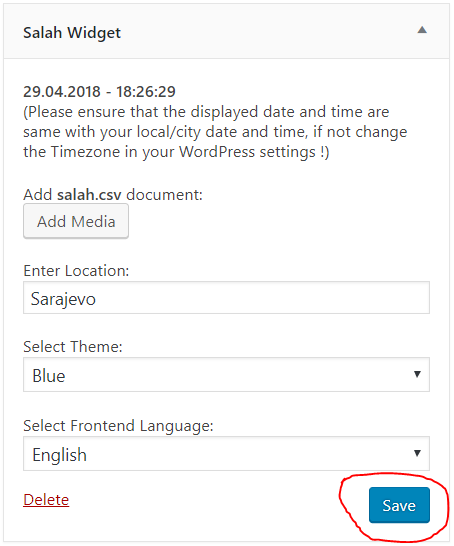 Salah Widget
29.04.2018 - 18:26:29
(Please ensure that the displayed date and time are
same with your local/city date and time, if not change
the Timezone in your WordPress settings !)
Add salah.csv document:
Add Media
Enter Location:
Sarajevo
Select Theme:
Blue
Select Frontend Language:
English
Delete
Save